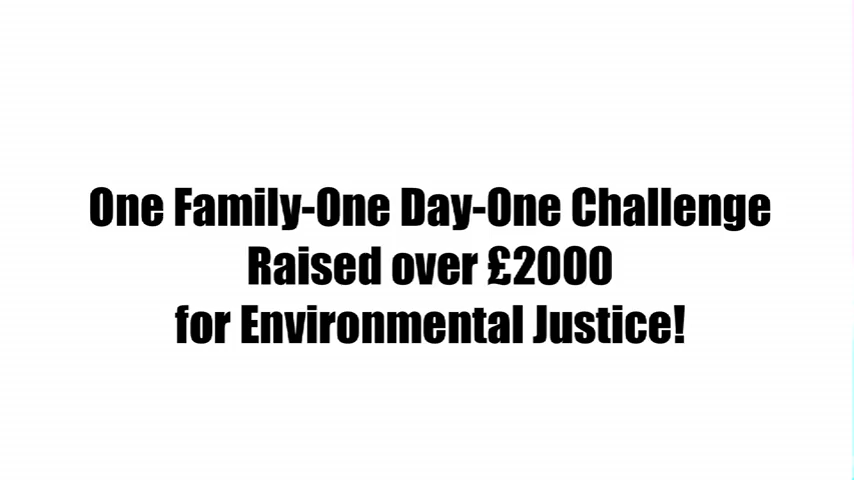 One Family-One Day-One Challenge
Raised over £2000
for Environmental Justice!